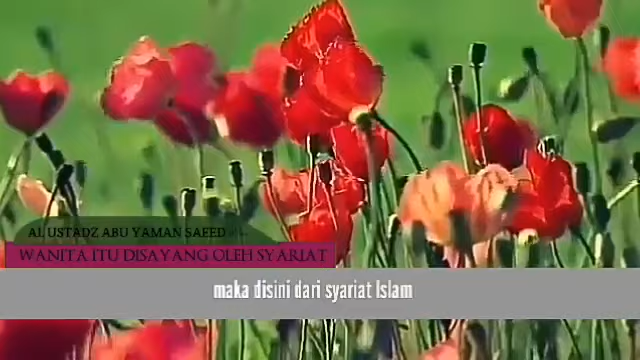 AL USTADZ ABU YAMAN SAEED
WANITA ITU DISAYANG OLEH SYARIAT
maka disini dari syariat Islam